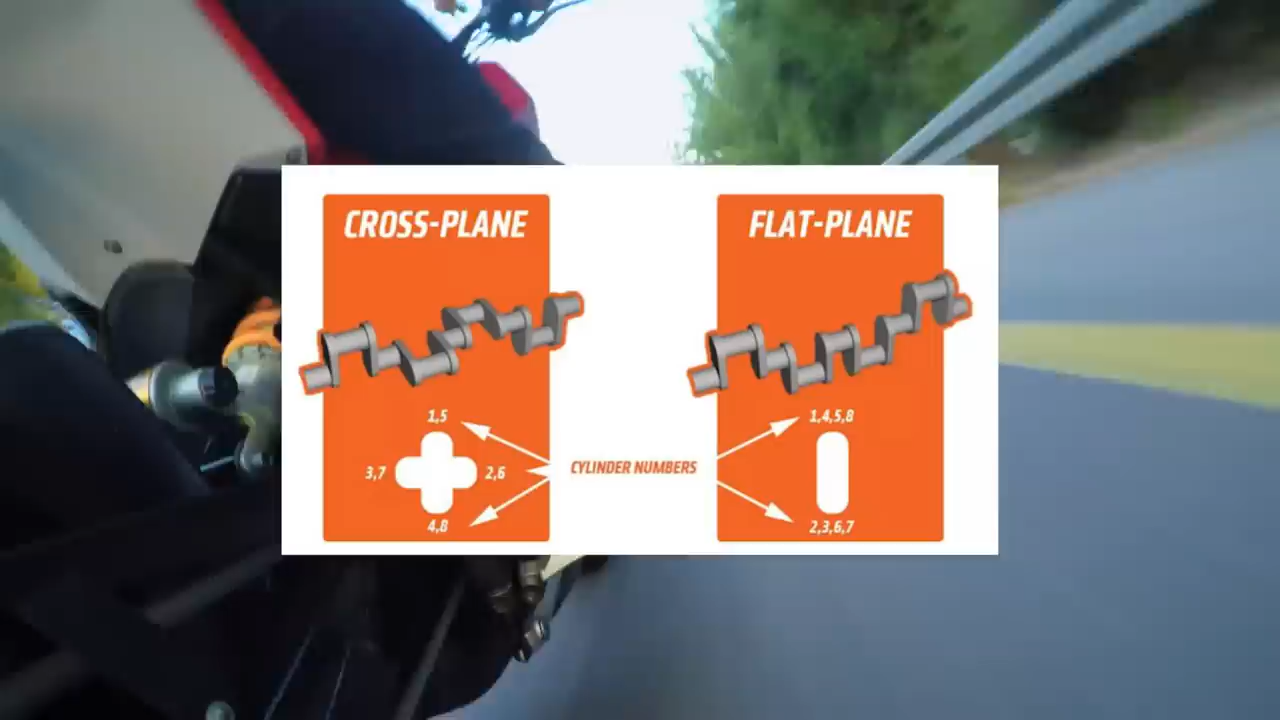 CROSS-PLANE
FLAT-PLANE
1,5
3,7
2,6
4,8
CYLINDER NUMBERS
1,4,5,8
2,3,6,7